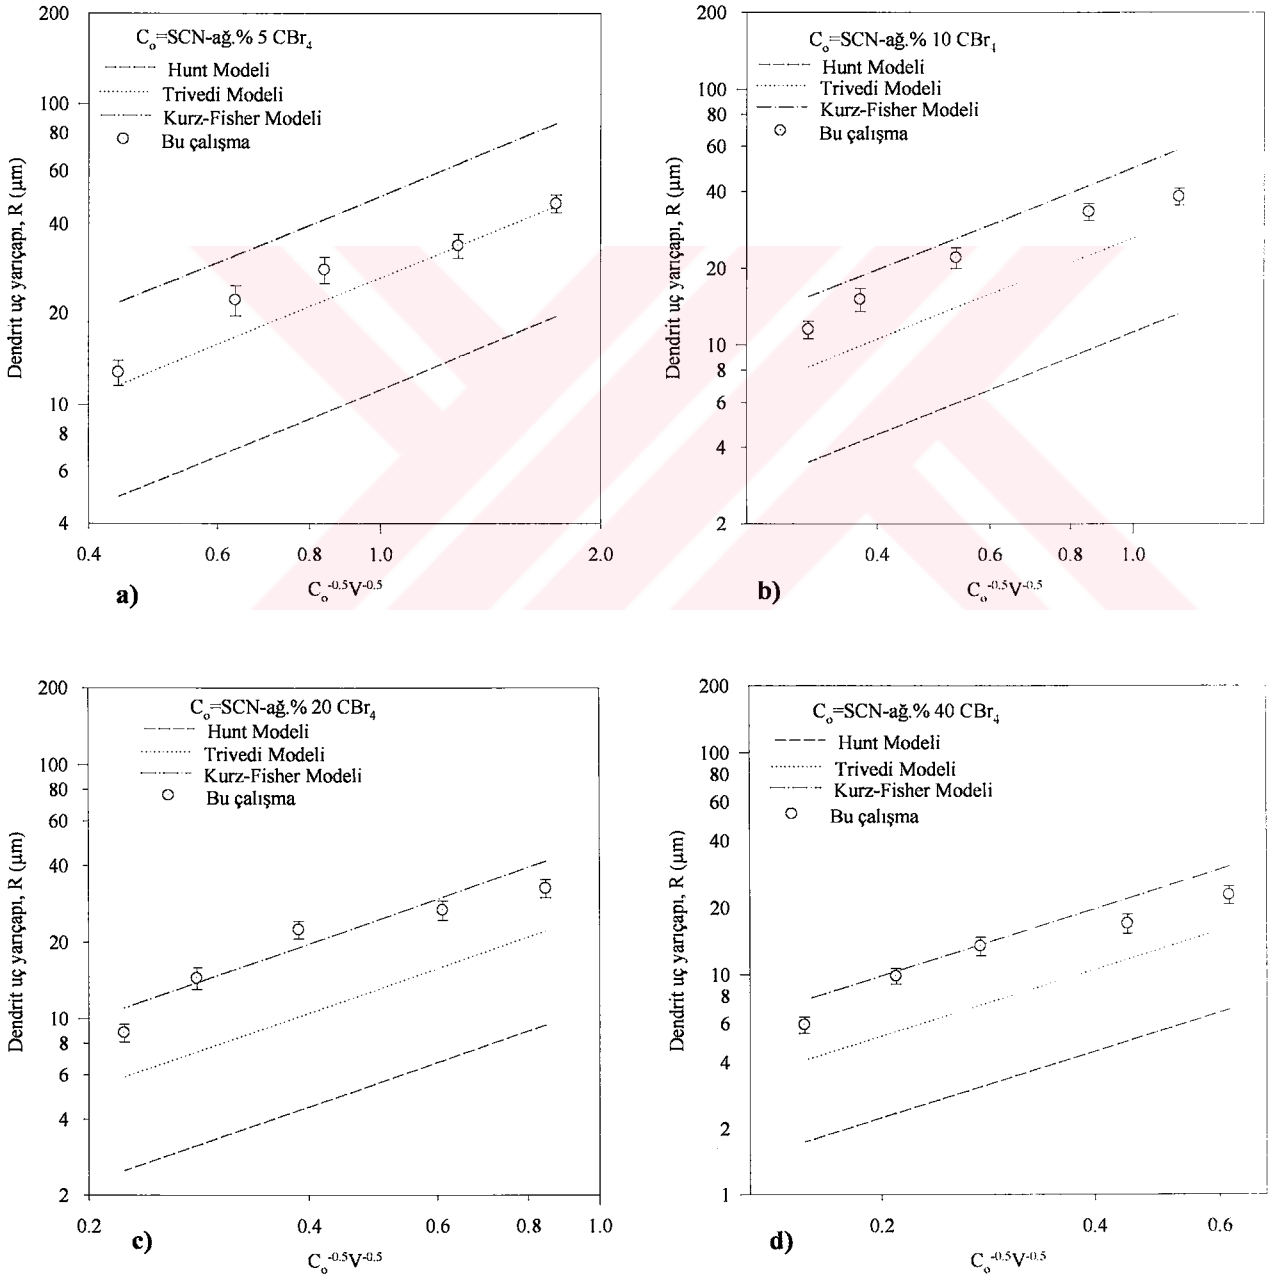 C₀=SCN-ağ.% 5 CBr₄
Hunt Modeli
Trivedi Modeli
Kurz-Fisher Modeli
Bu çalışma
Dendrit uç yarıçapı, R (µm)
200
100
80
60
40
20
10
8
6
4
0.4
0.6
0.8
1.0
2.0
C₀⁻⁰·⁵V⁻⁰·⁵
a)
C₀=SCN-ağ.% 10 CBr₄
Hunt Modeli
Trivedi Modeli
Kurz-Fisher Modeli
Bu çalışma
Dendrit uç yarıçapı, R (µm)
200
100
80
60
40
20
10
8
6
4
2
0.4
0.6
0.8
1.0
C₀⁻⁰·⁵V⁻⁰·⁵
b)
C₀=SCN-ağ.% 20 CBr₄
Hunt Modeli
Trivedi Modeli
Kurz-Fisher Modeli
Bu çalışma
Dendrit uç yarıçapı, R (µm)
200
100
80
60
40
20
10
8
6
4
2
0.2
0.4
0.6
0.8
1.0
C₀⁻⁰·⁵V⁻⁰·⁵
c)
C₀=SCN-ağ.% 40 CBr₄
Hunt Modeli
Trivedi Modeli
Kurz-Fisher Modeli
Bu çalışma
Dendrit uç yarıçapı, R (µm)
200
100
80
60
40
20
10
8
6
4
2
1
0.2
0.4
0.6
C₀⁻⁰·⁵V⁻⁰·⁵
d)